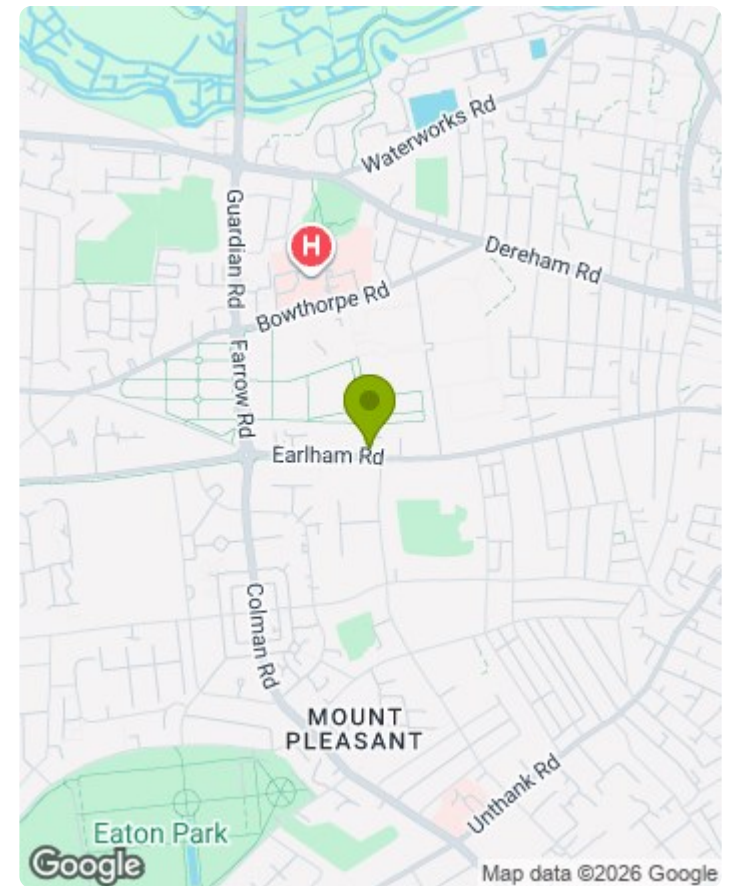 Waterworks Rd
Guardian Rd
H
Dereham Rd
Bowthorpe Rd
Farrow Rd
Earlham Rd
Colman Rd
MOUNT
PLEASANT
Unthank Rd
Eaton Park
Google
Map data ©2026 Google